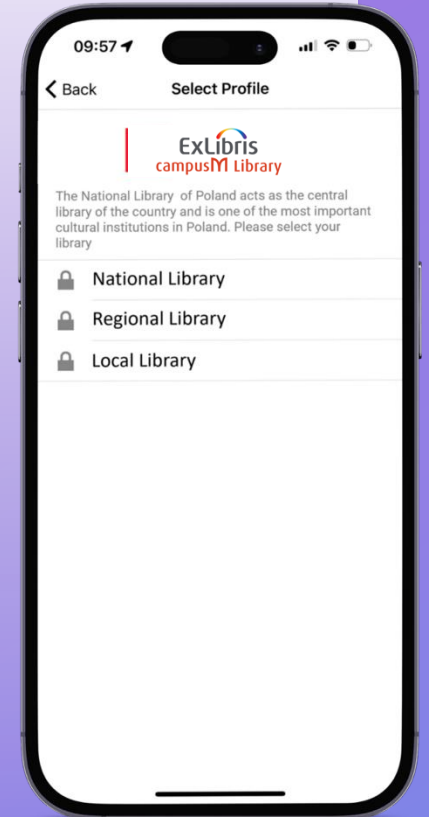 09:57
Back
Select Profile
ExLibris
campusM Library
The National Library of Poland acts as the central
library of the country and is one of the most important
cultural institutions in Poland. Please select your
library
National Library
Regional Library
Local Library